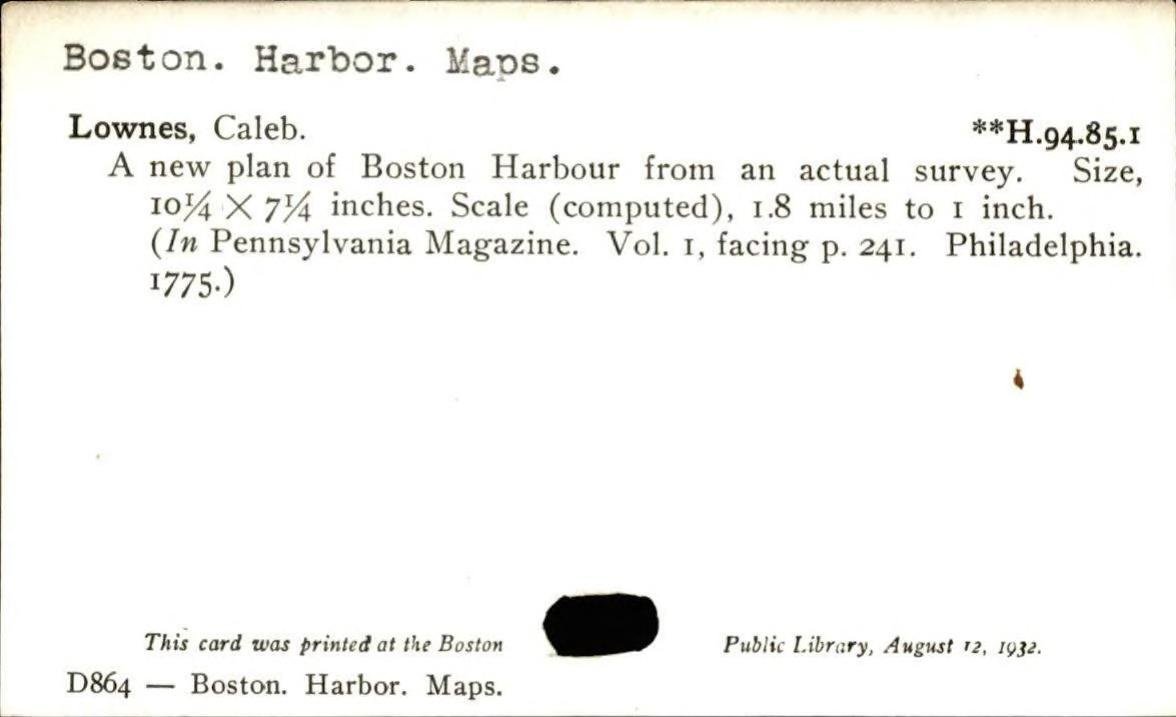 Boston. Harbor. Maps.
Lownes, Caleb. **H.94.85.1
A new plan of Boston Harbour from an actual survey. Size,
10¼ × 7¼ inches. Scale (computed), 1.8 miles to 1 inch.
(In Pennsylvania Magazine. Vol. 1, facing p. 241. Philadelphia.
1775.)
This card was printed at the Boston Public Library, August 12, 1932.
D864 — Boston. Harbor. Maps.